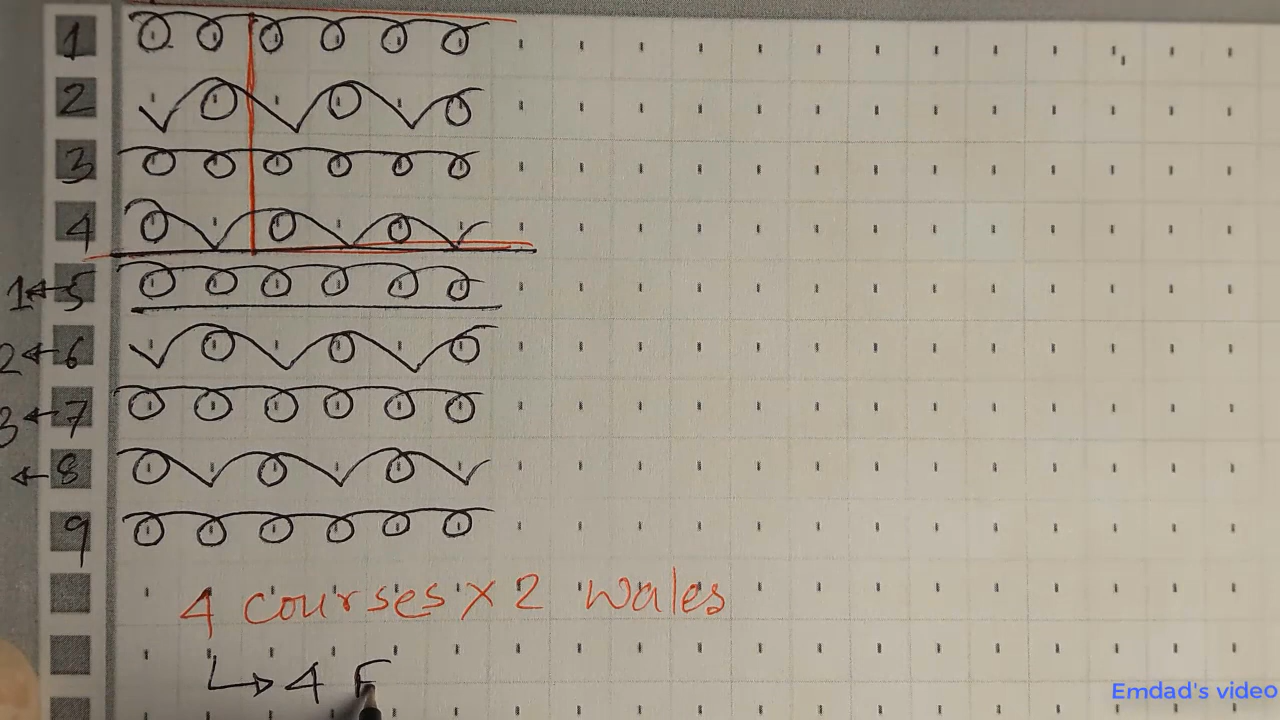 1
2
3
4
1 ← 5
2 ← 6
3 ← 7
← 8
9
4 courses × 2 wales
↳ 4 F
Emdad's video